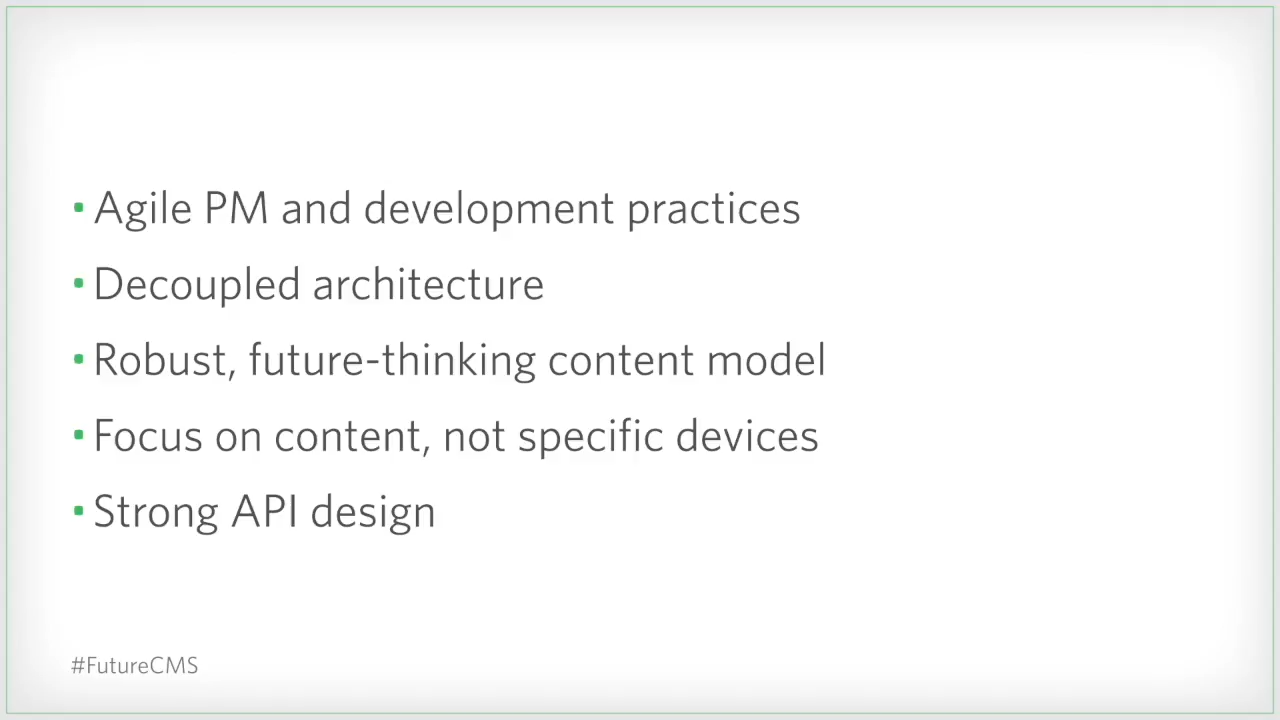 • Agile PM and development practices
• Decoupled architecture
• Robust, future-thinking content model
• Focus on content, not specific devices
• Strong API design
#FutureCMS